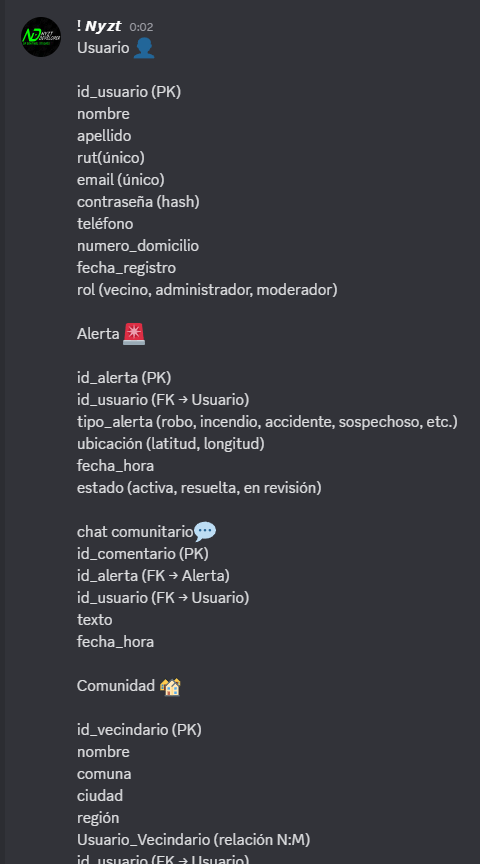 ! Nyzt 0:02
Usuario 👤
id_usuario (PK)
nombre
apellido
rut(único)
email (único)
contraseña (hash)
teléfono
numero_domicilio
fecha_registro
rol (vecino, administrador, moderador)
Alerta 🚨
id_alerta (PK)
id_usuario (FK → Usuario)
tipo_alerta (robo, incendio, accidente, sospechoso, etc.)
ubicación (latitud, longitud)
fecha_hora
estado (activa, resuelta, en revisión)
chat comunitario💬
id_comentario (PK)
id_alerta (FK → Alerta)
id_usuario (FK → Usuario)
texto
fecha_hora
Comunidad 🏘️
id_vecindario (PK)
nombre
comuna
ciudad
región
Usuario_Vecindario (relación N:M)
id_usuario (FK → Usuario)